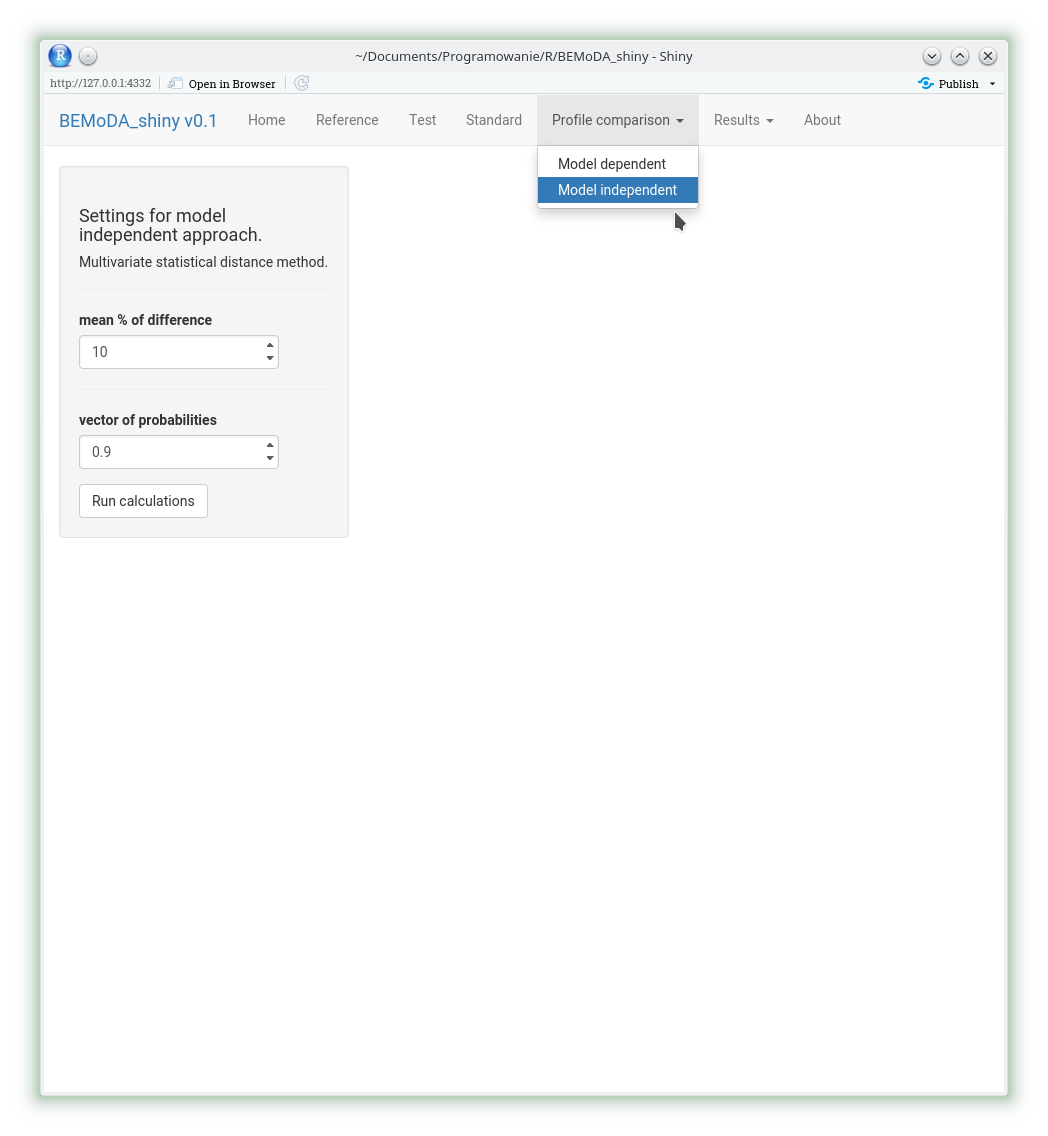 R
~/Documents/Programowanie/R/BEMoDA_shiny - Shiny
http://127.0.0.1:4332 Open in Browser Publish
BEMoDA_shiny v0.1 Home Reference Test Standard Profile comparison Results About
Model dependent
Model independent
Settings for model
independent approach.
Multivariate statistical distance method.
mean % of difference
10
vector of probabilities
0.9
Run calculations